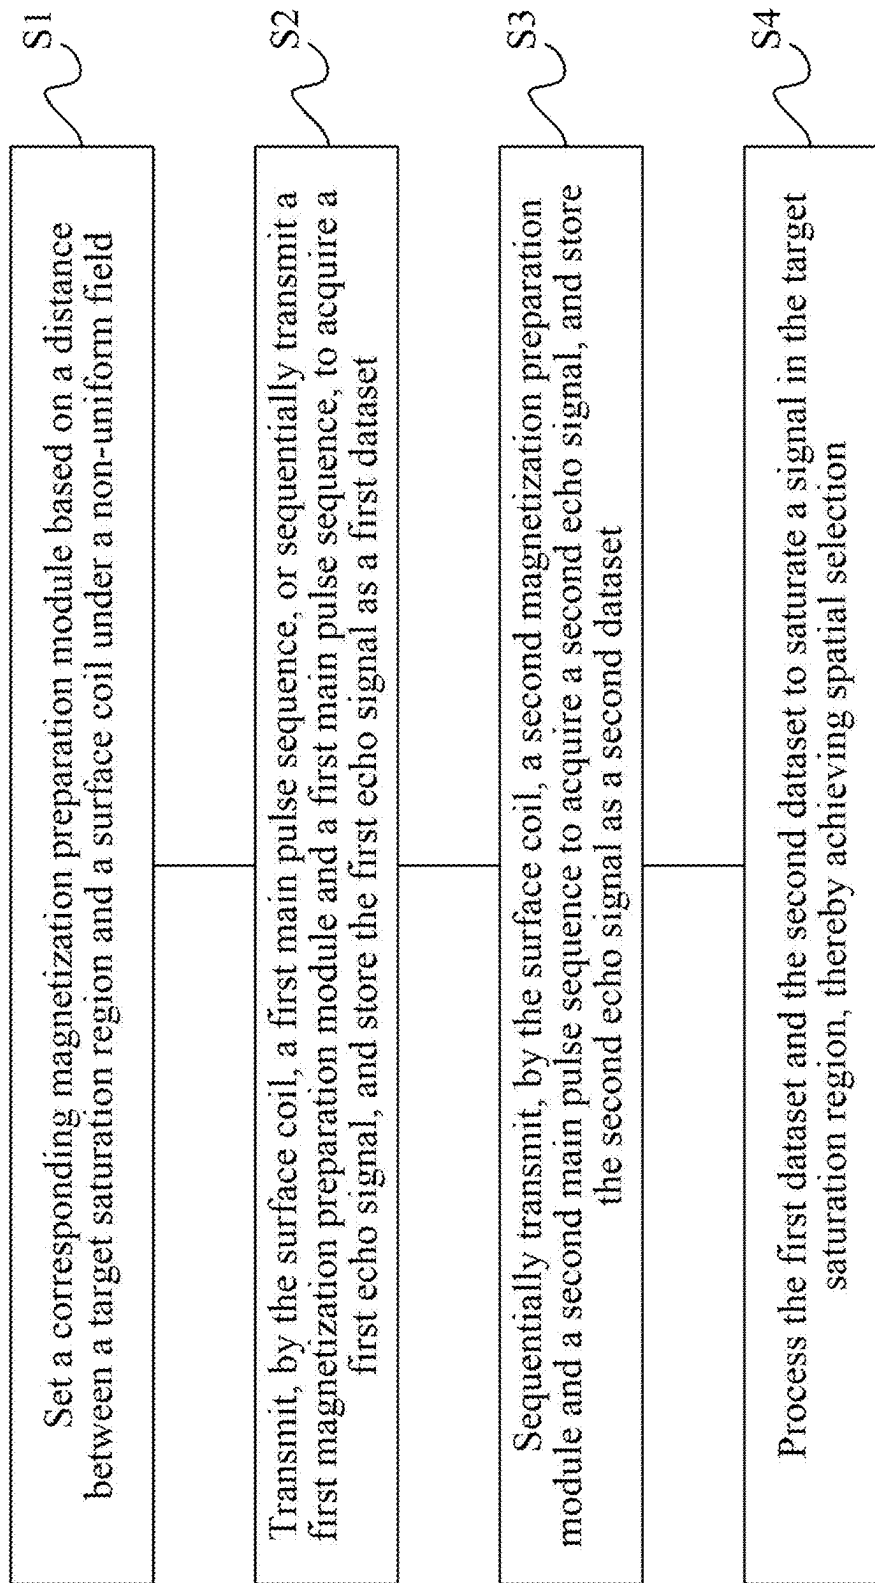 S1
Set a corresponding magnetization preparation module based on a distance
between a target saturation region and a surface coil under a non-uniform field
S2
Transmit, by the surface coil, a first main pulse sequence, or sequentially transmit a
first magnetization preparation module and a first main pulse sequence, to acquire a
first echo signal, and store the first echo signal as a first dataset
S3
Sequentially transmit, by the surface coil, a second magnetization preparation
module and a second main pulse sequence to acquire a second echo signal, and store
the second echo signal as a second dataset
S4
Process the first dataset and the second dataset to saturate a signal in the target
saturation region, thereby achieving spatial selection